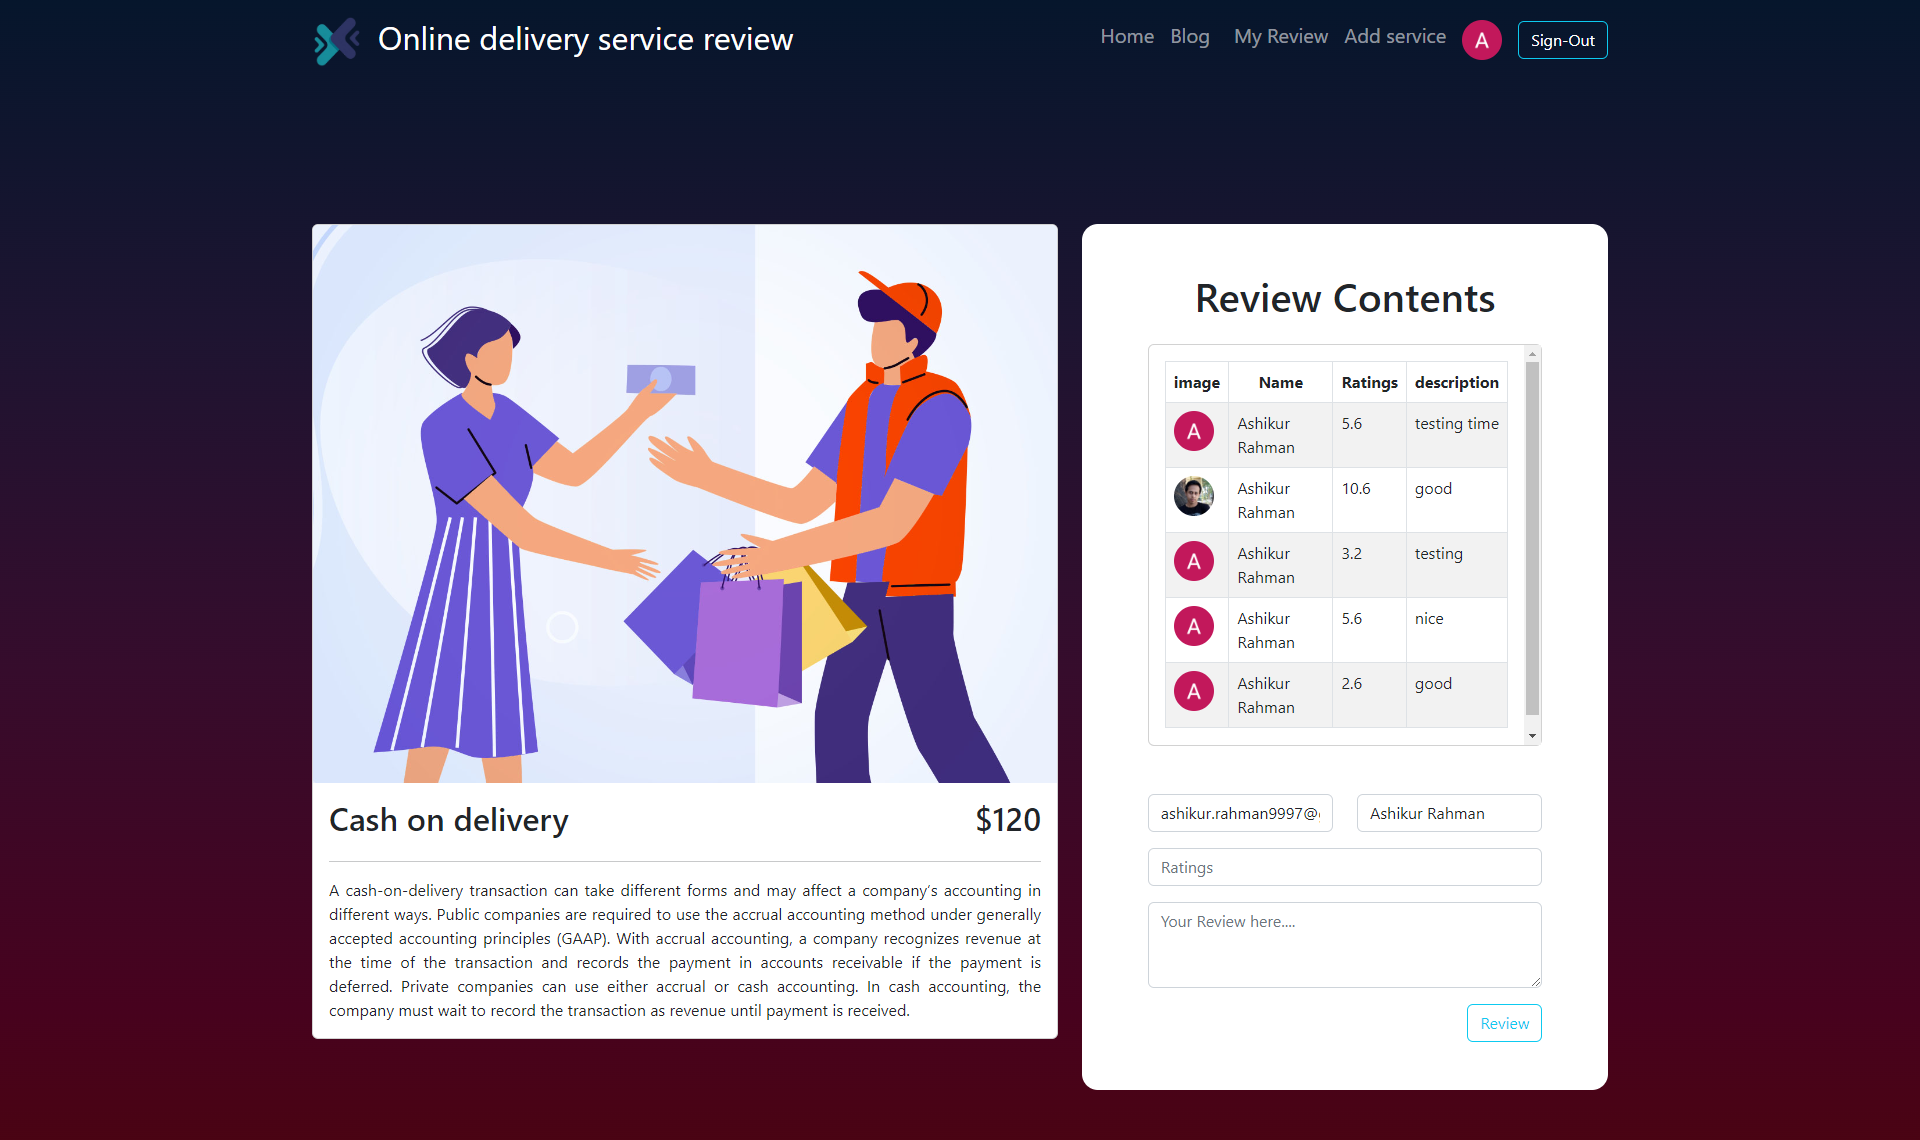 Online delivery service review
Home Blog My Review Add service A Sign-Out
Cash on delivery $120
A cash-on-delivery transaction can take different forms and may affect a company's accounting in
different ways. Public companies are required to use the accrual accounting method under generally
accepted accounting principles (GAAP). With accrual accounting, a company recognizes revenue at
the time of the transaction and records the payment in accounts receivable if the payment is
deferred. Private companies can use either accrual or cash accounting. In cash accounting, the
company must wait to record the transaction as revenue until payment is received.
Review Contents
image Name Ratings description
A Ashikur 5.6 testing time
Rahman
Ashikur 10.6 good
Rahman
A Ashikur 3.2 testing
Rahman
A Ashikur 5.6 nice
Rahman
A Ashikur 2.6 good
Rahman
ashikur.rahman9997@ Ashikur Rahman
Ratings
Your Review here....
Review